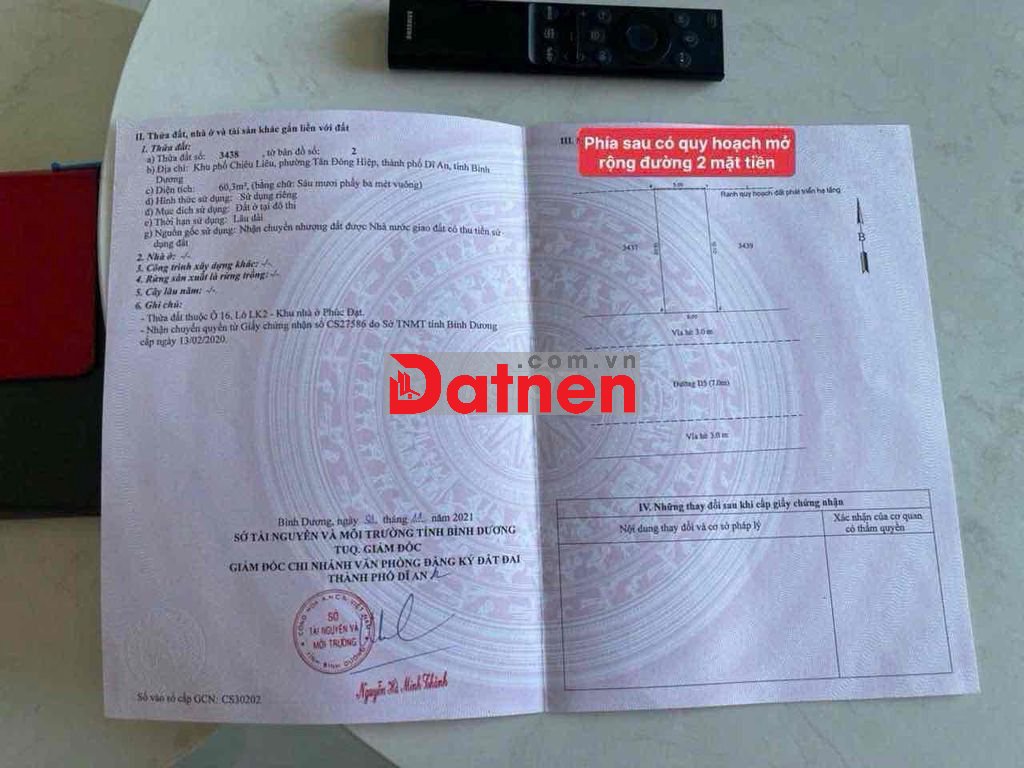 SAMSUNG
II. Thửa đất, nhà ở và tài sản khác gắn liền với đất
1. Thửa đất:
a) Thửa đất số: 3438 , tờ bản đồ số: 2
b) Địa chỉ: Khu phố Chiêu Liêu, phường Tân Đông Hiệp, thành phố Dĩ An, tỉnh Bình
Dương
c) Diện tích: 60,3m², (bằng chữ: Sáu mươi phẩy ba mét vuông)
d) Hình thức sử dụng: Sử dụng riêng
đ) Mục đích sử dụng: Đất ở tại đô thị
e) Thời hạn sử dụng: Lâu dài
g) Nguồn gốc sử dụng: Nhận chuyển nhượng đất được Nhà nước giao đất có thu tiền sử
dụng đất
2. Nhà ở: -/-
3. Công trình xây dựng khác: -/-
4. Rừng sản xuất là rừng trồng: -/-
5. Cây lâu năm: -/-
6. Ghi chú:
- Thửa đất thuộc Ô 16, Lô LK2 - Khu nhà ở Phúc Đạt.
- Nhận chuyển quyền từ Giấy chứng nhận số CS27586 do Sở TNMT tỉnh Bình Dương
cấp ngày 13/02/2020.
Bình Dương, ngày tháng 11 năm 2021
SỞ TÀI NGUYÊN VÀ MÔI TRƯỜNG TỈNH BÌNH DƯƠNG
TUQ. GIÁM ĐỐC
GIÁM ĐỐC CHI NHÁNH VĂN PHÒNG ĐĂNG KÝ ĐẤT ĐAI
THÀNH PHỐ DĨ AN
CỘNG HÒA X.H.C.N VIỆT NAM
SỞ
TÀI NGUYÊN VÀ
MÔI TRƯỜNG
TỈNH BÌNH DƯƠNG
Nguyễn Hà Minh Thành
Số vào sổ cấp GCN: CS30202
III.
Phía sau có quy hoạch mở
rộng đường 2 mặt tiền
5.00
Ranh quy hoạch đất phát triển hạ tầng
3437
3439
B
Vỉa hè 3.0 m
Đường D5 (7.0m)
Vỉa hè 3.0 m
.com.vn
Datnen
IV. Những thay đổi sau khi cấp giấy chứng nhận
Nội dung thay đổi và cơ sở pháp lý
Xác nhận của cơ quan
có thẩm quyền